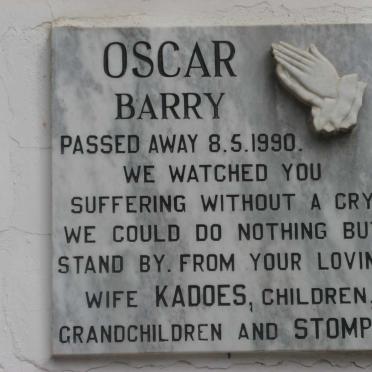 OSCAR
BARRY
PASSED AWAY 8.5.1990.
WE WATCHED YOU
SUFFERING WITHOUT A CRY
WE COULD DO NOTHING BU
STAND BY. FROM YOUR LOVIN
WIFE KADOES, CHILDREN,
GRANDCHILDREN AND STOMP